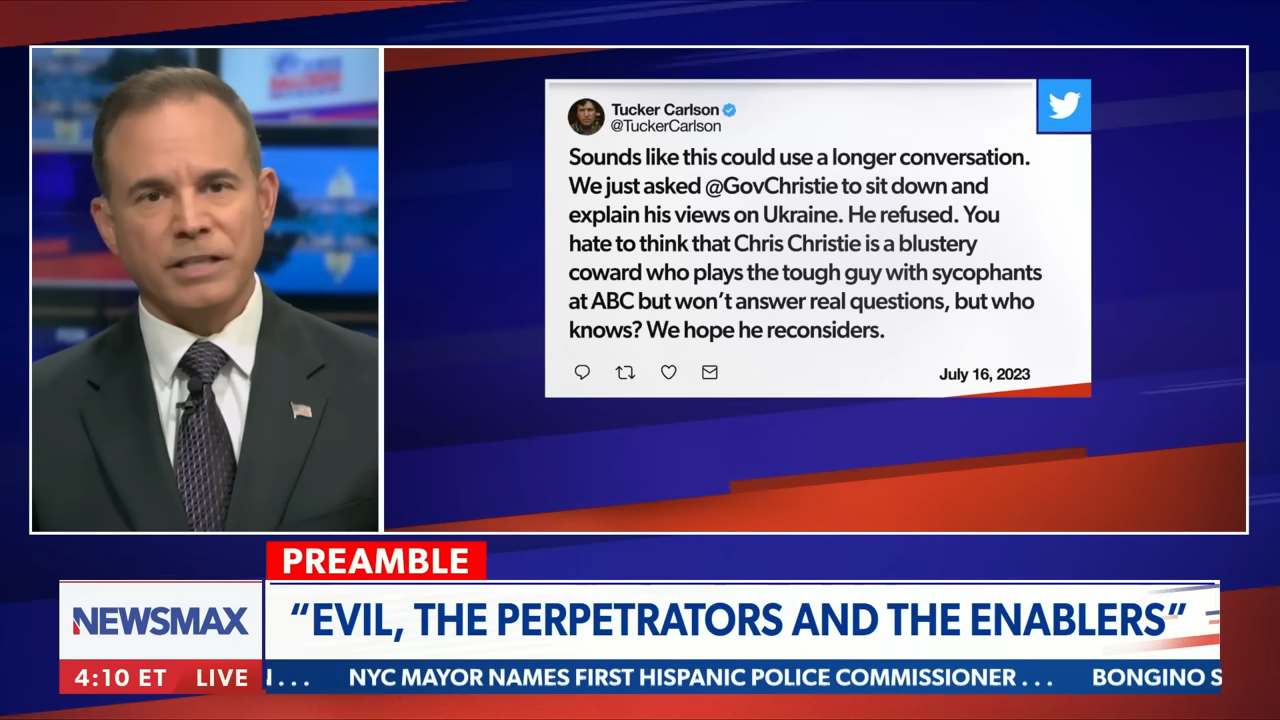 Tucker Carlson
@TuckerCarlson
Sounds like this could use a longer conversation.
We just asked @GovChristie to sit down and
explain his views on Ukraine. He refused. You
hate to think that Chris Christie is a blustery
coward who plays the tough guy with sycophants
at ABC but won’t answer real questions, but who
knows? We hope he reconsiders.
July 16, 2023
PREAMBLE
NEWSMAX
“EVIL, THE PERPETRATORS AND THE ENABLERS”
4:10 ET LIVE
... NYC MAYOR NAMES FIRST HISPANIC POLICE COMMISSIONER ... BONGINO S